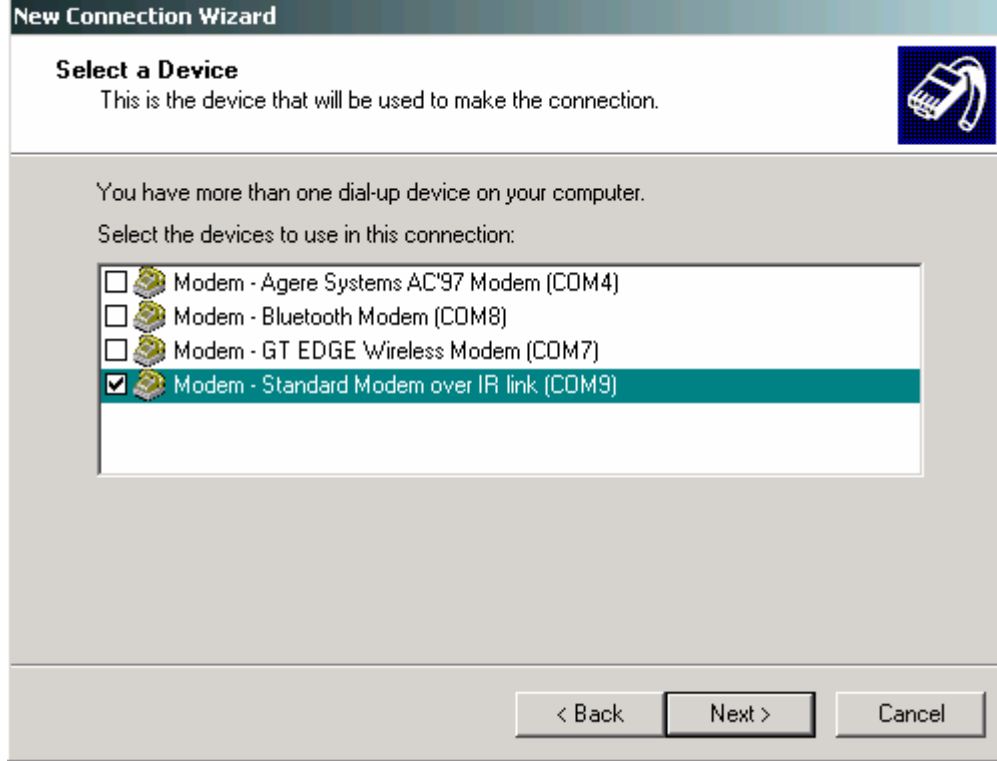 New Connection Wizard
Select a Device
This is the device that will be used to make the connection.
You have more than one dial-up device on your computer.
Select the devices to use in this connection:
Modem - Agere Systems AC'97 Modem (COM4)
Modem - Bluetooth Modem (COM8)
Modem - GT EDGE Wireless Modem (COM7)
Modem - Standard Modem over IR link (COM9)
< Back Next > Cancel